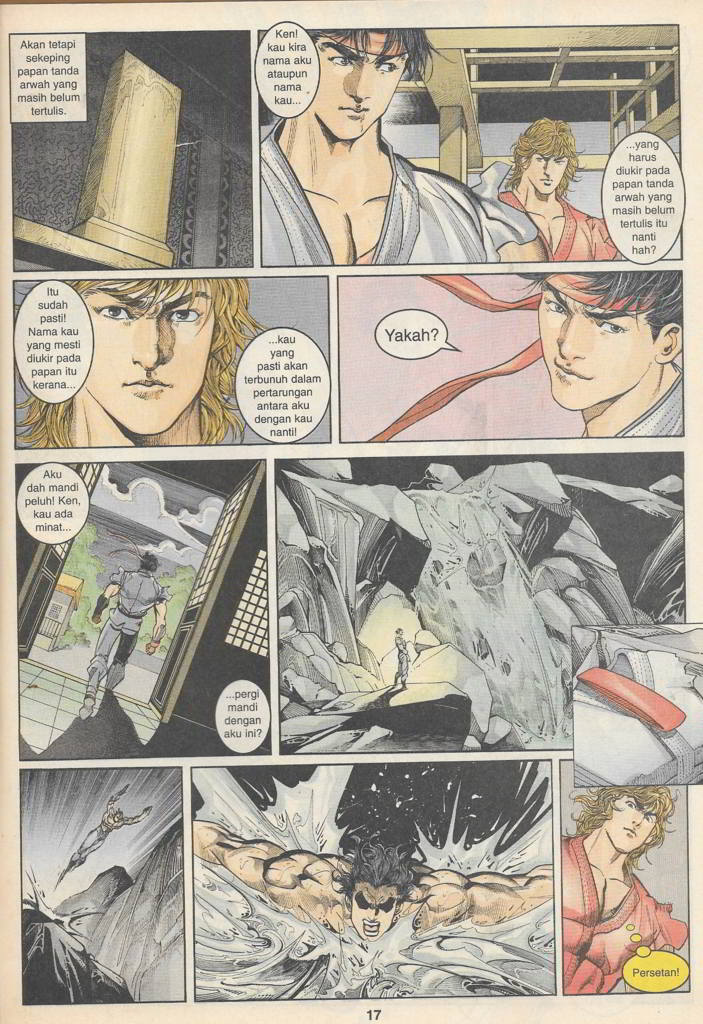 Akan tetapi
sekeping
papan tanda
arwah yang
masih belum
tertulis.
Ken!
kau kira
nama aku
ataupun
nama
kau...
...yang
harus
diukir pada
papan tanda
arwah yang
masih belum
tertulis itu
nanti
hah?
Itu
sudah
pasti!
Nama kau
yang mesti
diukir pada
papan itu
kerana...
...kau
yang
pasti akan
terbunuh dalam
pertarungan
antara aku
dengan kau
nanti!
Yakah?
Aku
dah mandi
peluh! Ken,
kau ada
minat...
...pergi
mandi
dengan
aku ini?
Persetan!
17